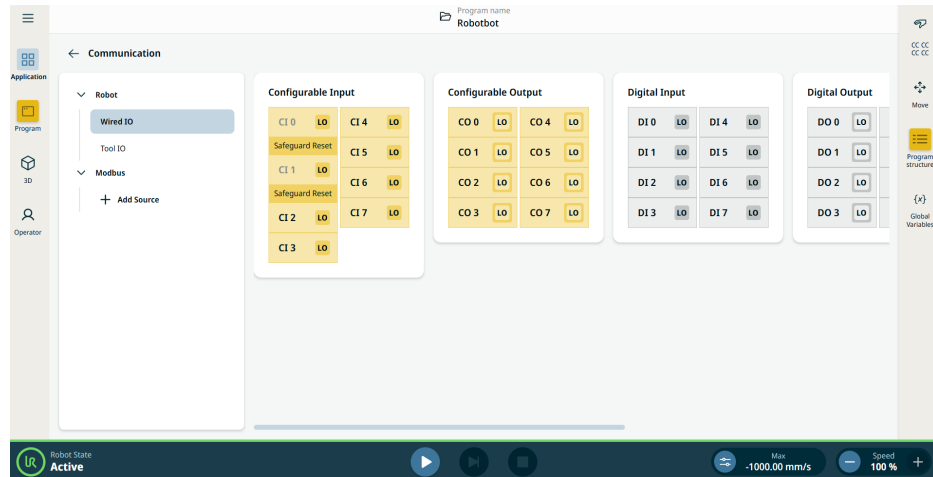 Program name
Robotbot
Application
Program
3D
Operator
Communication
Robot
Wired IO
Tool IO
Modbus
+ Add Source
Configurable Input
CI 0 LO CI 4 LO
Safeguard Reset
CI 5 LO
CI 1 LO
CI 6 LO
Safeguard Reset
CI 2 LO CI 7 LO
CI 3 LO
Configurable Output
CO 0 LO CO 4 LO
CO 1 LO CO 5 LO
CO 2 LO CO 6 LO
CO 3 LO CO 7 LO
Digital Input
DI 0 LO DI 4 LO
DI 1 LO DI 5 LO
DI 2 LO DI 6 LO
DI 3 LO DI 7 LO
Digital Output
DO 0 LO
DO 1 LO
DO 2 LO
DO 3 LO
CC CC
CC CC
Move
Program
structure
{x}
Global
Variables
UR
Robot State
Active
Max
-1000.00 mm/s
Speed
100 %